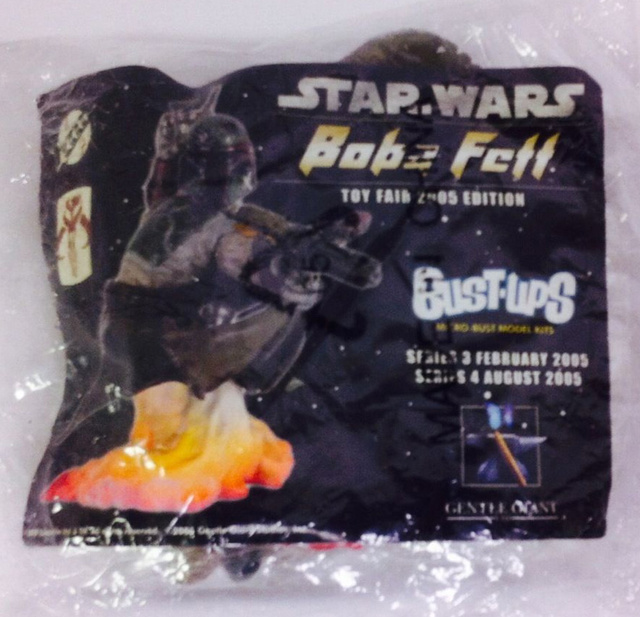 STAR.WARS
Boba Fett
TOY FAIR 2005 EDITION
BUST-UPS
MICRO-BUST MODEL KITS
SERIES 3 FEBRUARY 2005
SERIES 4 AUGUST 2005
GENTLE GIANT